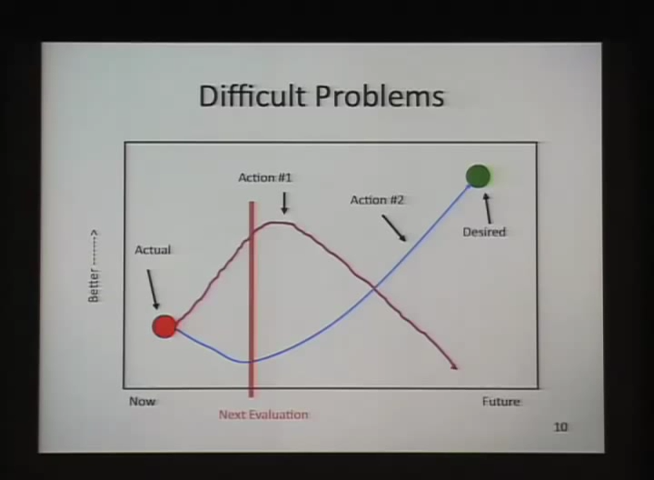 Difficult Problems
Action #1
Action #2
Desired
Actual
Better ------->
Now
Next Evaluation
Future
10